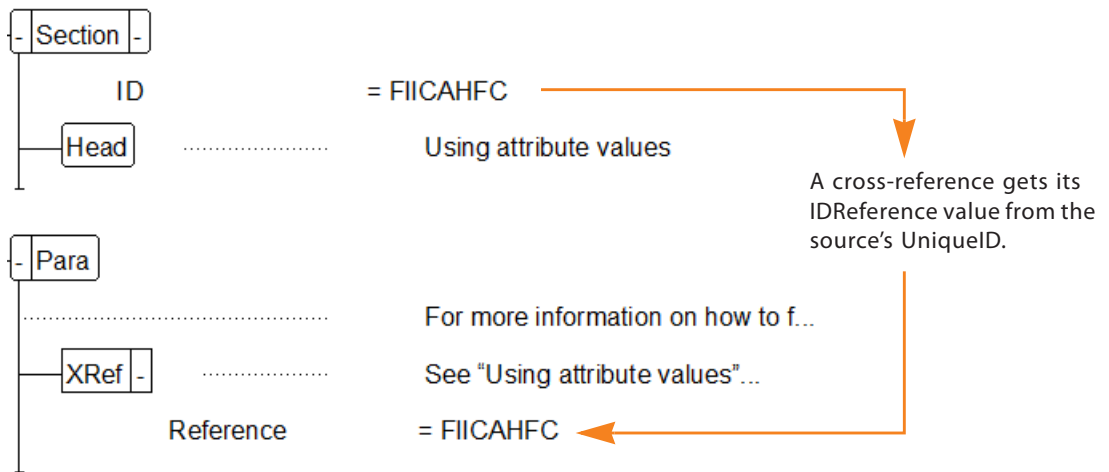 - Section -
ID = FIICAHFC
Head Using attribute values
A cross-reference gets its
IDReference value from the
source's UniqueID.
- Para
For more information on how to f...
XRef - See “Using attribute values”...
Reference = FIICAHFC